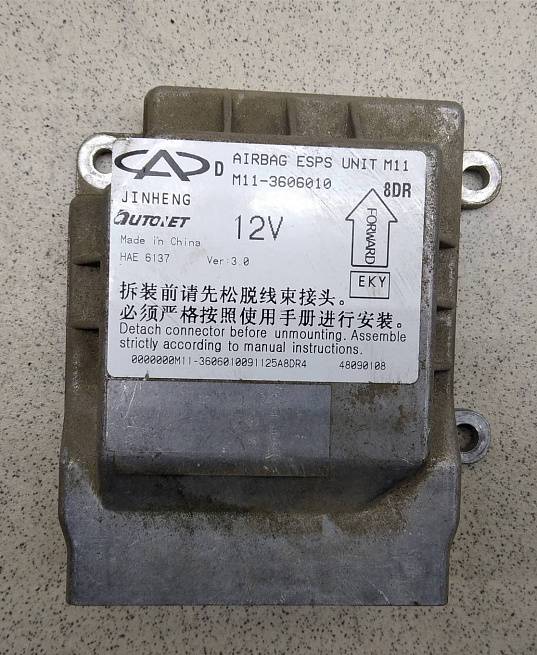 D AIRBAG ESPS UNIT M11
M11-3606010 8DR
JINHENG
AUTONET 12V
FORWARD
Made in China
HAE 6137 Ver:3.0
EKY
拆装前请先松脱线束接头。
必须严格按照使用手册进行安装。
Detach connector before unmounting. Assemble
strictly according to manual instructions.
0000000M11-3606010091125A8DR4 48090108